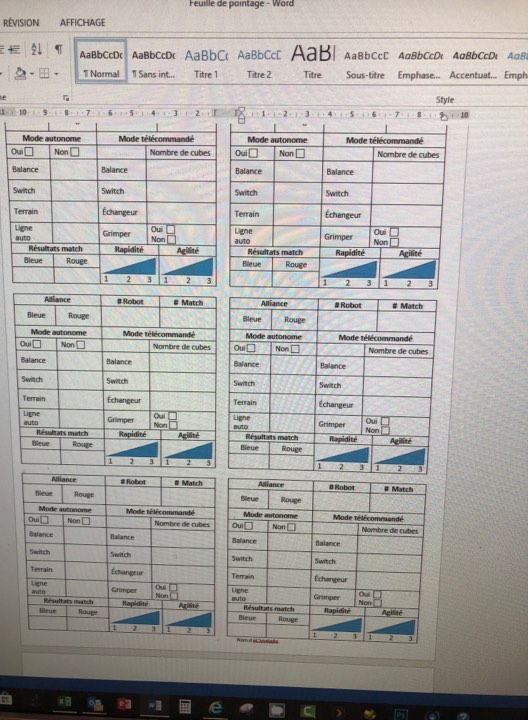 Feuille de pointage - Word
RÉVISION AFFICHAGE
AaBbCcDc AaBbCcDc AaBbCc AaBbCcC AaBl AaBbCcC AaBbCcDc AaBbCcDc
¶ Normal ¶ Sans int... Titre 1 Titre 2 Titre Sous-titre Emphase... Accentuat... Emph
Style
Mode autonome Mode télécommandé
Oui Non Nombre de cubes
Balance Balance
Switch Switch
Terrain Échangeur
Ligne auto Grimper Oui Non
Résultats match Rapidité Agilité
Bleue Rouge
1 2 3 1 2 3
Mode autonome Mode télécommandé
Oui Non Nombre de cubes
Balance Balance
Switch Switch
Terrain Échangeur
Ligne auto Grimper Oui Non
Résultats match Rapidité Agilité
Bleue Rouge
1 2 3 1 2 3
Alliance # Robot # Match
Bleue Rouge
Mode autonome Mode télécommandé
Oui Non Nombre de cubes
Balance Balance
Switch Switch
Terrain Échangeur
Ligne auto Grimper Oui Non
Résultats match Rapidité Agilité
Bleue Rouge
1 2 3 1 2 3
Alliance # Robot # Match
Bleue Rouge
Mode autonome Mode télécommandé
Oui Non Nombre de cubes
Balance Balance
Switch Switch
Terrain Échangeur
Ligne auto Grimper Oui Non
Résultats match Rapidité Agilité
Bleue Rouge
1 2 3 1 2 3
Alliance # Robot # Match
Bleue Rouge
Mode autonome Mode télécommandé
Oui Non Nombre de cubes
Balance Balance
Switch Switch
Terrain Échangeur
Ligne auto Grimper Oui Non
Résultats match Rapidité Agilité
Bleue Rouge
1 2 3 1 2 3
Alliance # Robot # Match
Bleue Rouge
Mode autonome Mode télécommandé
Oui Non Nombre de cubes
Balance Balance
Switch Switch
Terrain Échangeur
Ligne auto Grimper Oui Non
Résultats match Rapidité Agilité
Bleue Rouge
1 2 3 1 2 3